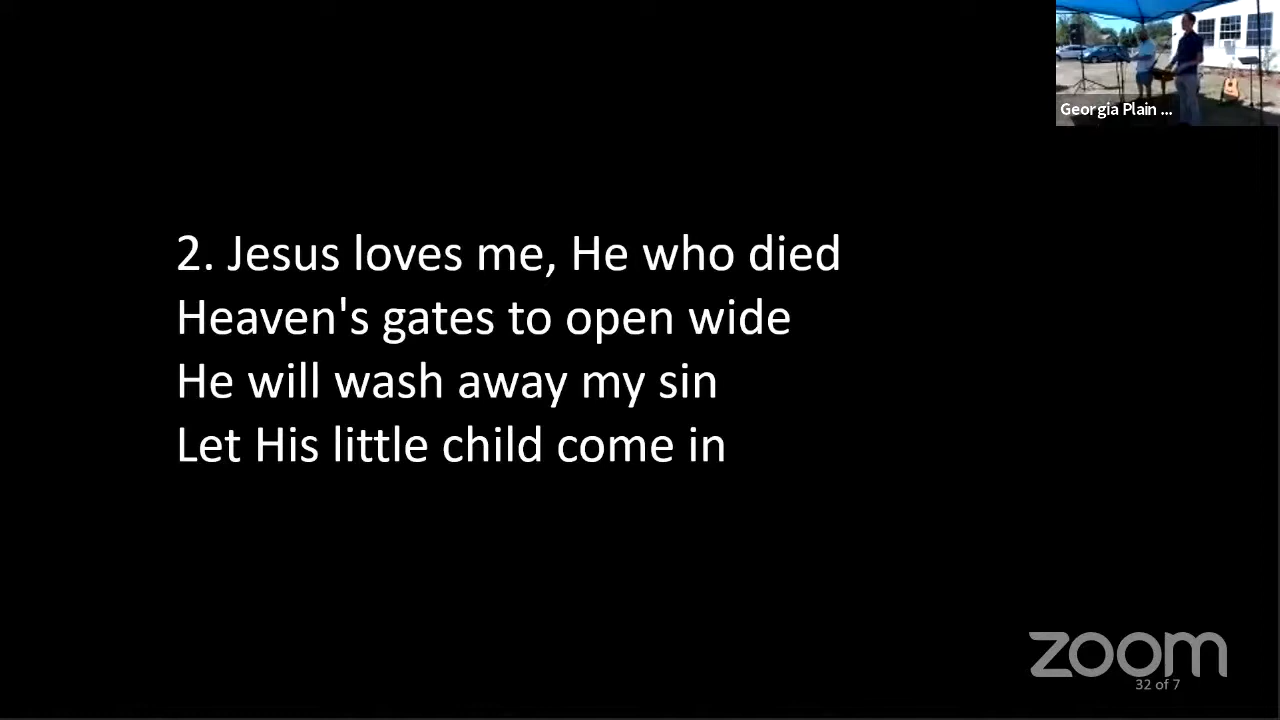 Georgia Plain ...
2. Jesus loves me, He who died
Heaven's gates to open wide
He will wash away my sin
Let His little child come in
zoom
32 of 7